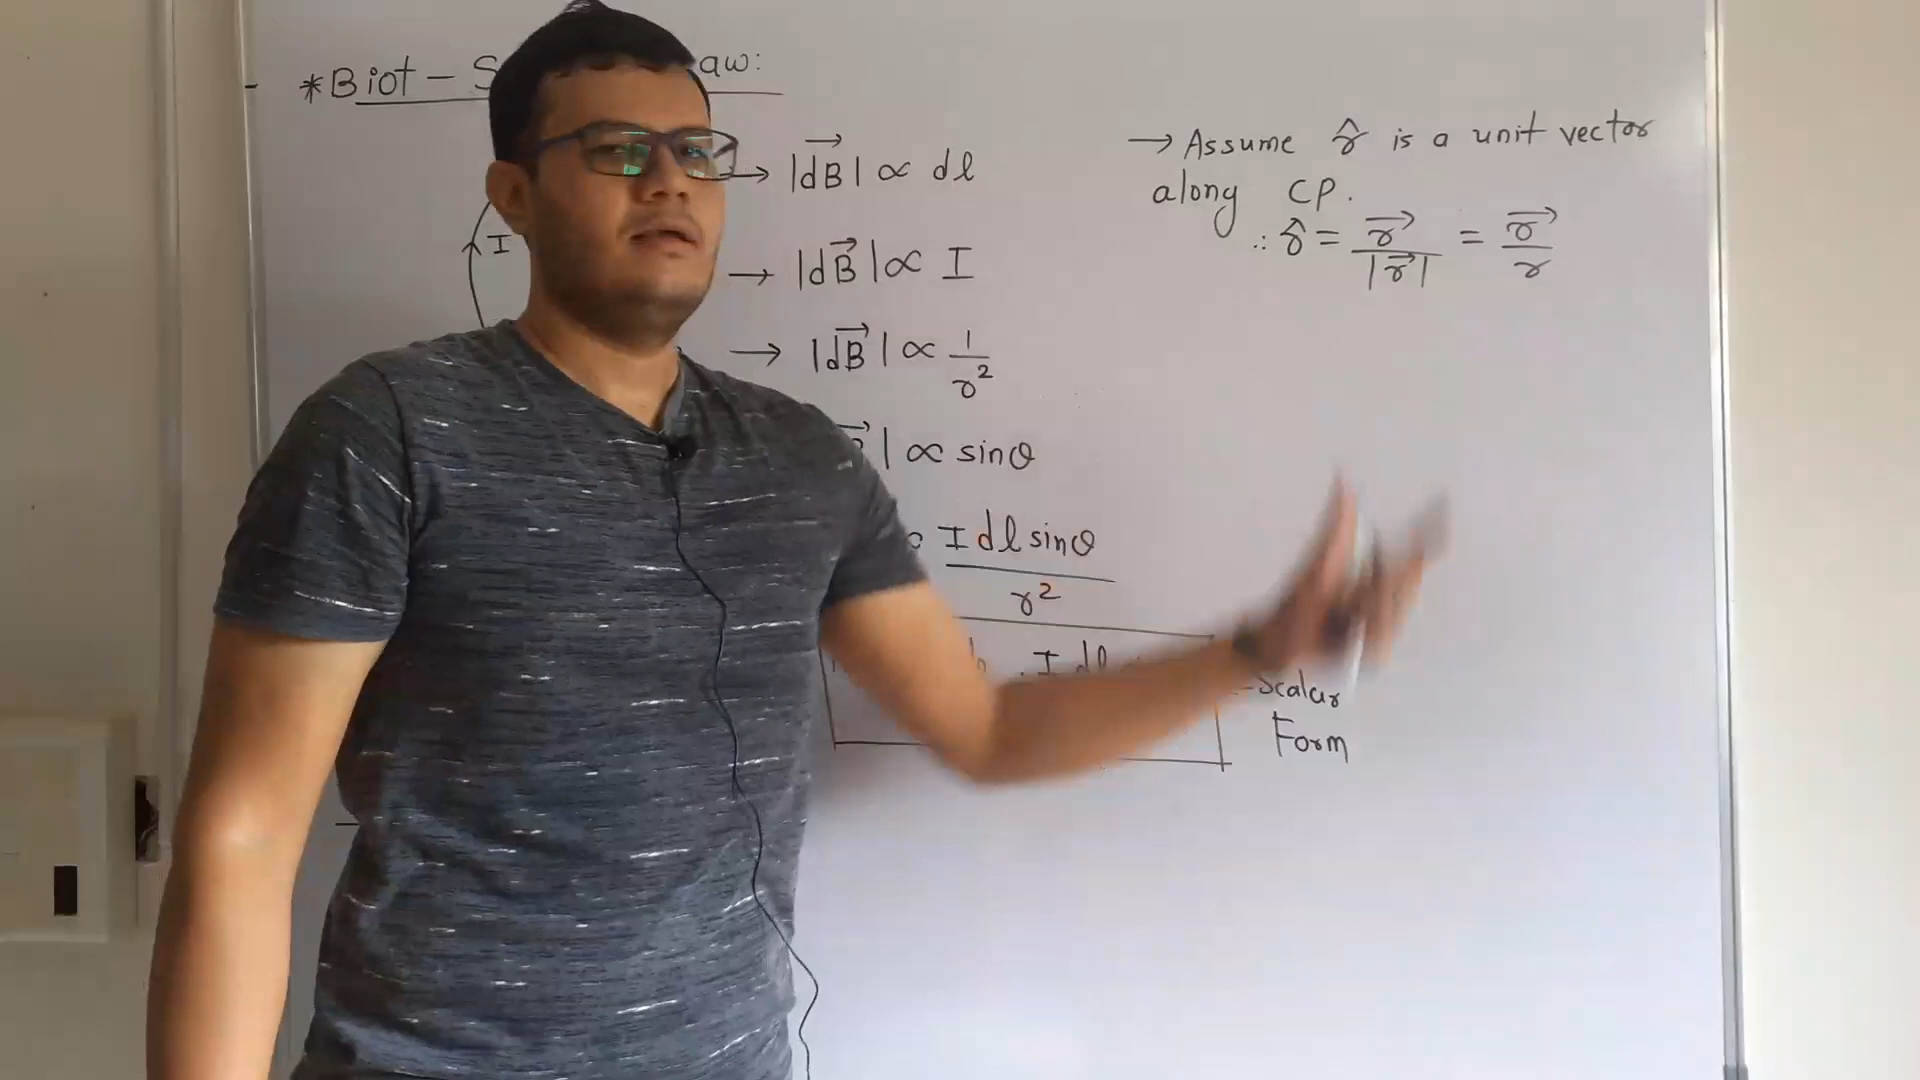 *Biot - S aw:
I
→ |dB⃗| ∝ dl
→ |dB⃗| ∝ I
→ |dB⃗| ∝ 1/r²
| ∝ sinθ
I dl sinθ
r²
. I dl
- Scalar
Form
→ Assume r̂ is a unit vector
along CP.
∴ r̂ = r⃗/|r⃗| = r⃗/r